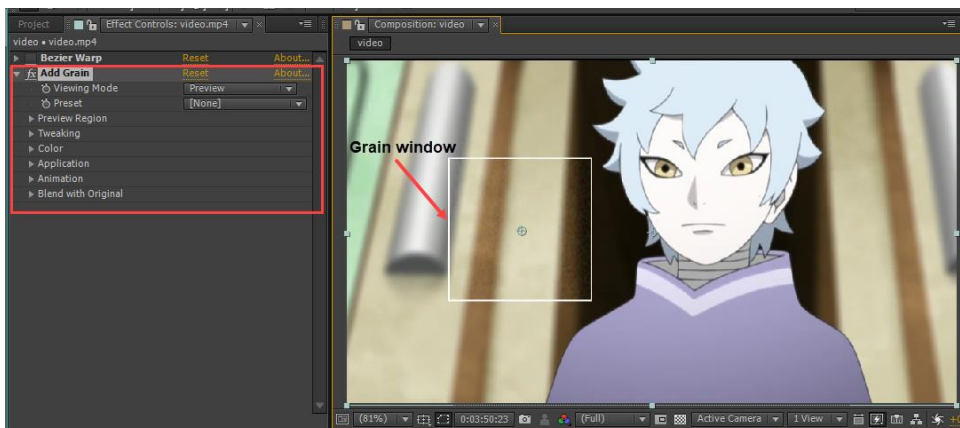 Project Effect Controls: video.mp4
video • video.mp4
Bezier Warp Reset About...
fx Add Grain Reset About...
Viewing Mode Preview
Preset [None]
Preview Region
Tweaking
Color
Application
Animation
Blend with Original
Composition: video
video
Grain window
(81%) 0:03:50:23 (Full) Active Camera 1 View